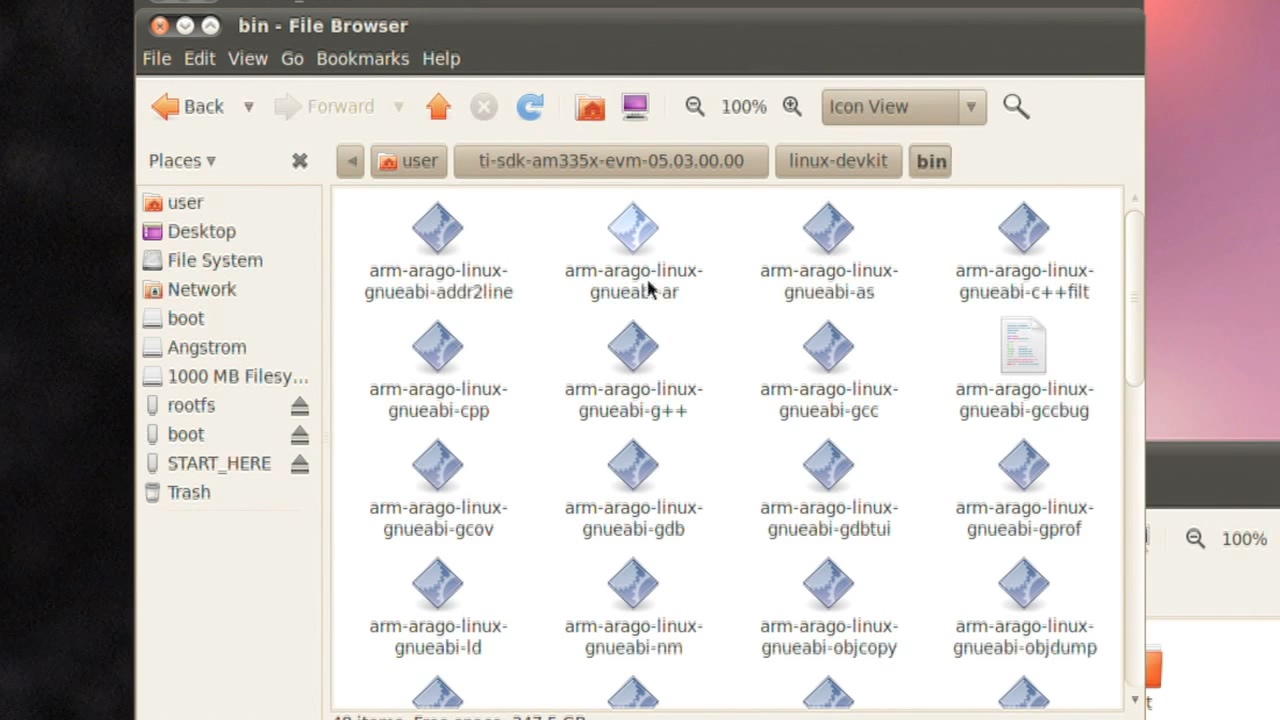 bin - File Browser
File Edit View Go Bookmarks Help
Back Forward 100% Icon View
Places user ti-sdk-am335x-evm-05.03.00.00 linux-devkit bin
user
Desktop
File System
Network
boot
Angstrom
1000 MB Filesy...
rootfs
boot
START_HERE
Trash
arm-arago-linux-
gnueabi-addr2line
arm-arago-linux-
gnueabi-ar
arm-arago-linux-
gnueabi-as
arm-arago-linux-
gnueabi-c++filt
arm-arago-linux-
gnueabi-cpp
arm-arago-linux-
gnueabi-g++
arm-arago-linux-
gnueabi-gcc
arm-arago-linux-
gnueabi-gccbug
arm-arago-linux-
gnueabi-gcov
arm-arago-linux-
gnueabi-gdb
arm-arago-linux-
gnueabi-gdbtui
arm-arago-linux-
gnueabi-gprof
arm-arago-linux-
gnueabi-ld
arm-arago-linux-
gnueabi-nm
arm-arago-linux-
gnueabi-objcopy
arm-arago-linux-
gnueabi-objdump
100%